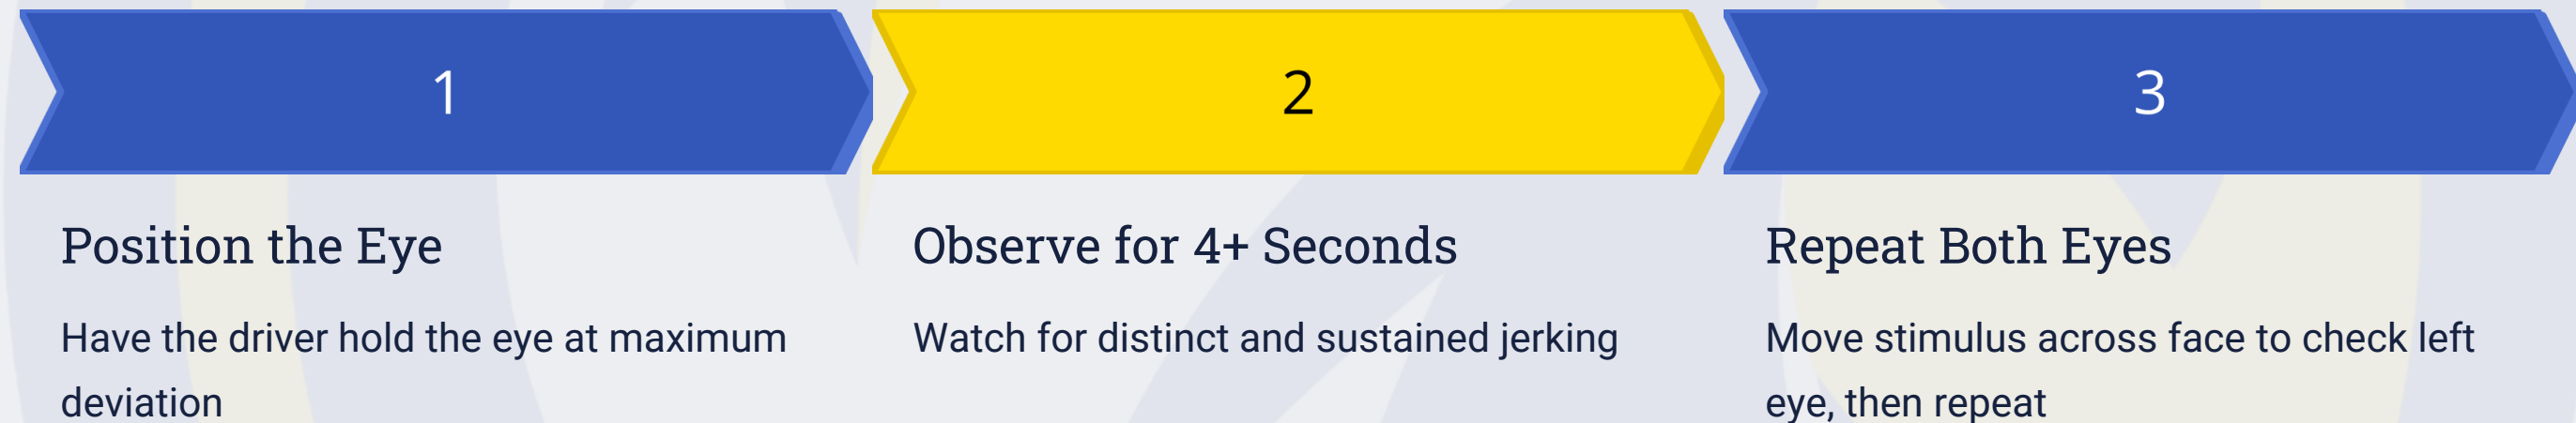 1
2
3
Position the Eye
Have the driver hold the eye at maximum
deviation
Observe for 4+ Seconds
Watch for distinct and sustained jerking
Repeat Both Eyes
Move stimulus across face to check left
eye, then repeat